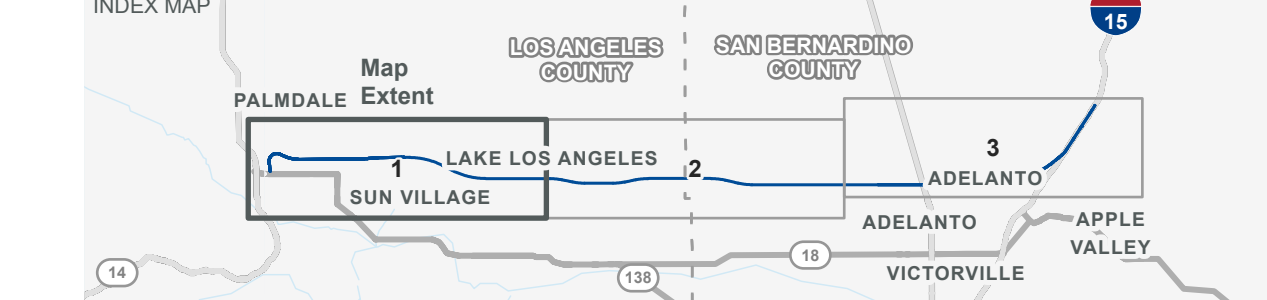 INDEX MAP
15
LOS ANGELES
COUNTY
SAN BERNARDINO
COUNTY
Map
Extent
PALMDALE
1
LAKE LOS ANGELES
2
3
SUN VILLAGE
ADELANTO
ADELANTO
APPLE
VALLEY
14
138
18
VICTORVILLE